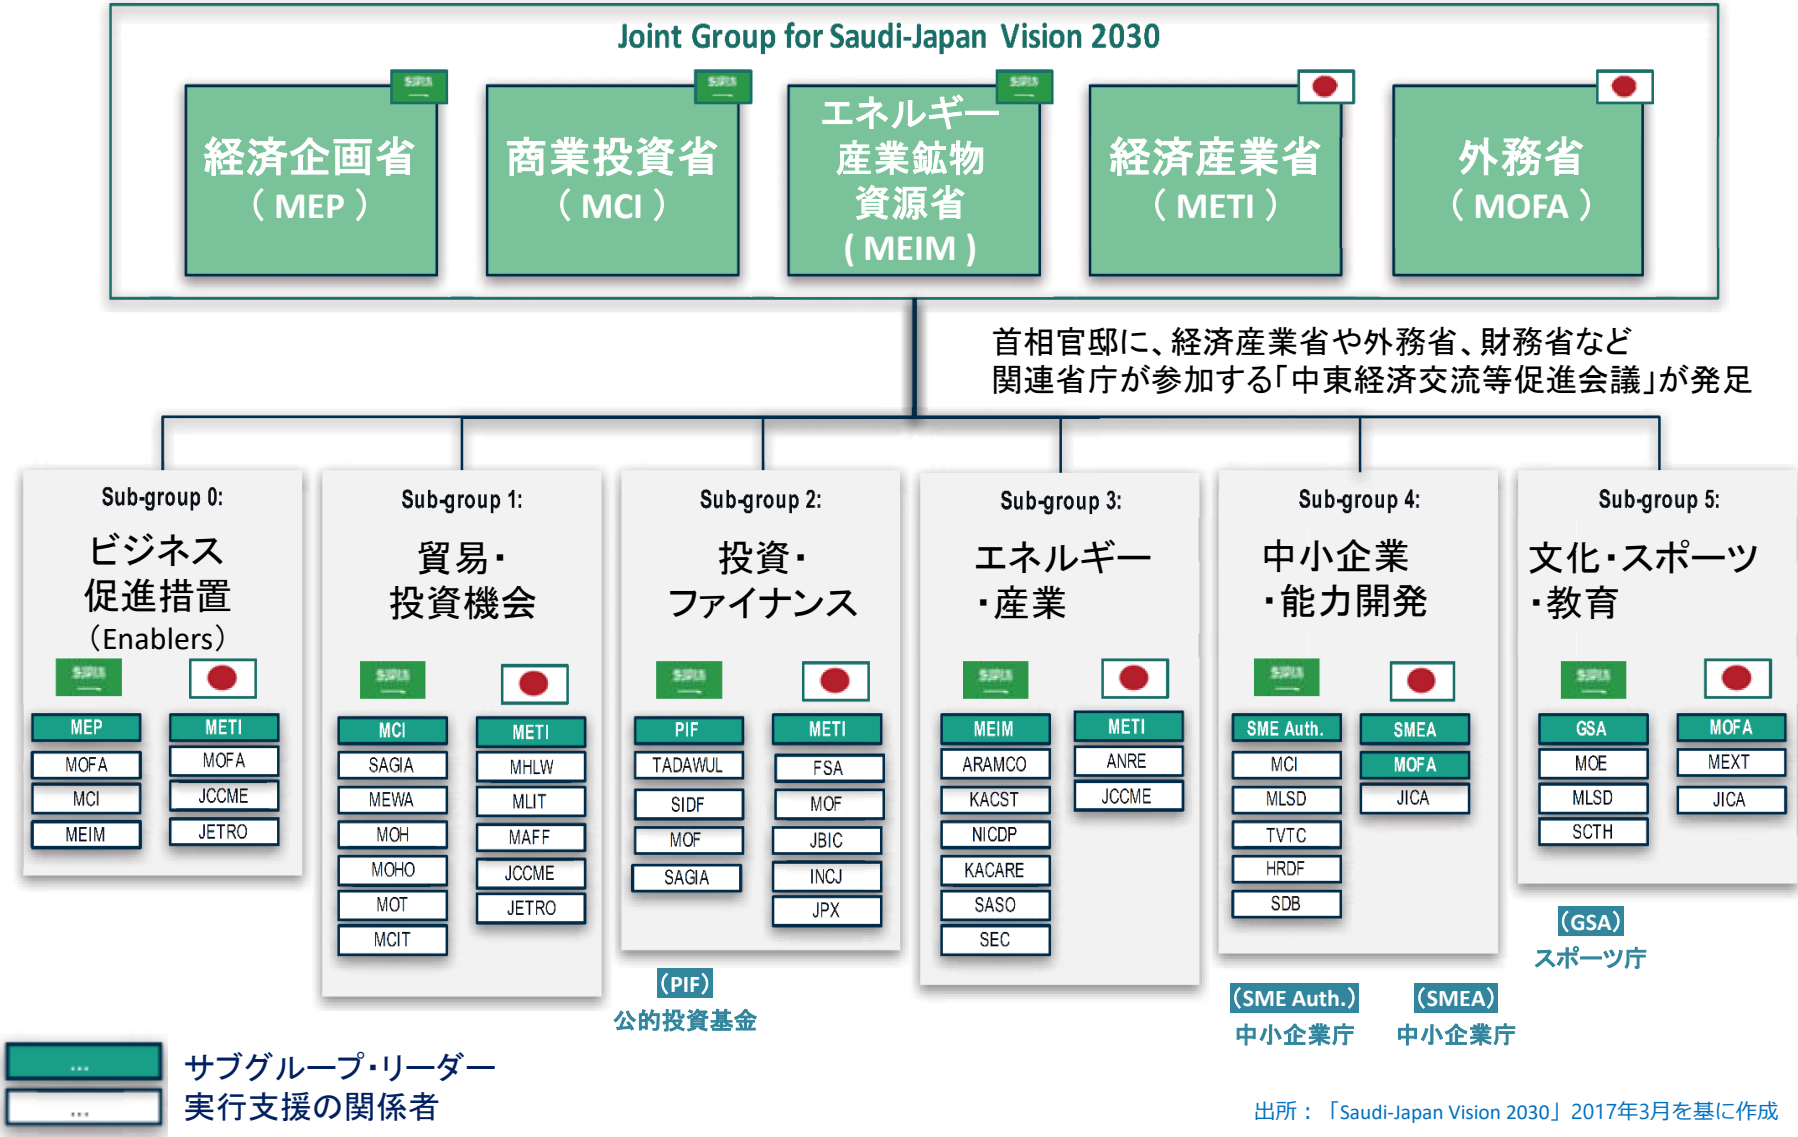 Joint Group for Saudi-Japan Vision 2030
経済企画省
（ MEP ）
商業投資省
（ MCI ）
エネルギー
産業鉱物
資源省
( MEIM )
経済産業省
（ METI ）
外務省
（ MOFA ）
首相官邸に、経済産業省や外務省、財務省など
関連省庁が参加する「中東経済交流等促進会議」が発足
Sub-group 0:
ビジネス
促進措置
（Enablers）
MEP
MOFA
MCI
MEIM
METI
MOFA
JCCME
JETRO
Sub-group 1:
貿易・
投資機会
MCI
SAGIA
MEWA
MOH
MOHO
MOT
MCIT
METI
MHLW
MLIT
MAFF
JCCME
JETRO
Sub-group 2:
投資・
ファイナンス
PIF
TADAWUL
SIDF
MOF
SAGIA
METI
FSA
MOF
JBIC
INCJ
JPX
（PIF）
公的投資基金
Sub-group 3:
エネルギー
・産業
MEIM
ARAMCO
KACST
NICDP
KACARE
SASO
SEC
METI
ANRE
JCCME
Sub-group 4:
中小企業
・能力開発
SME Auth.
MCI
MLSD
TVTC
HRDF
SDB
SMEA
MOFA
JICA
（SME Auth.）
中小企業庁
（SMEA）
中小企業庁
Sub-group 5:
文化・スポーツ
・教育
GSA
MOE
MLSD
SCTH
MOFA
MEXT
JICA
（GSA）
スポーツ庁
...
サブグループ・リーダー
...
実行支援の関係者
出所：「Saudi-Japan Vision 2030」2017年3月を基に作成